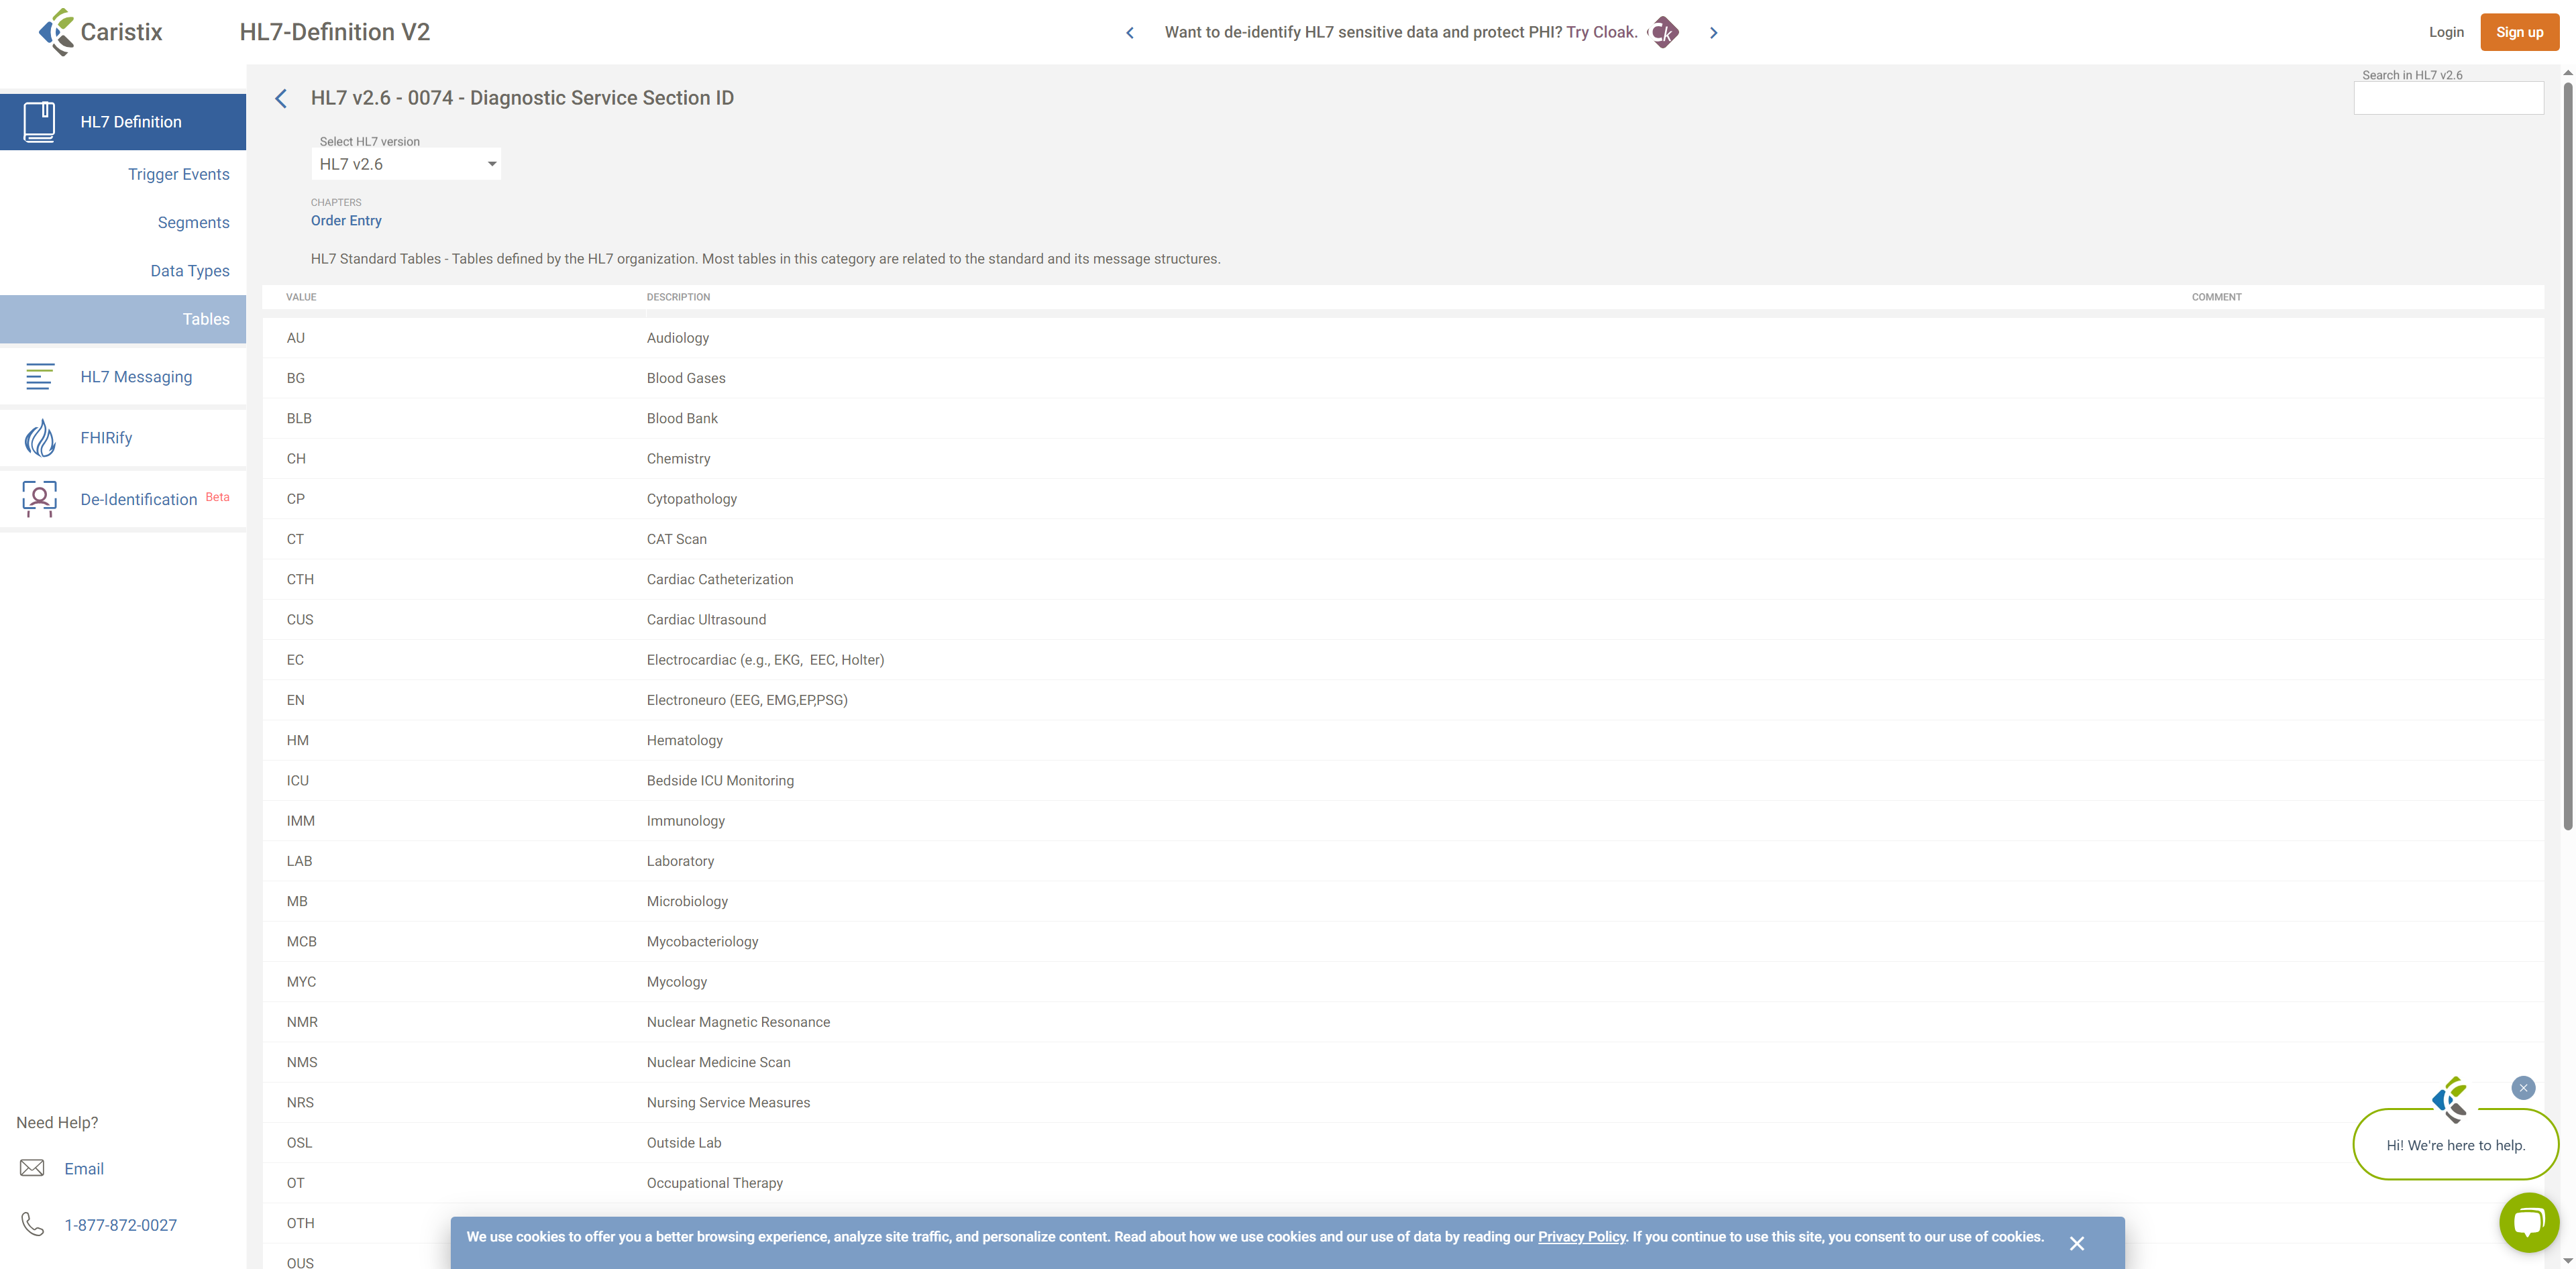 Caristix
HL7-Definition V2
Want to de-identify HL7 sensitive data and protect PHI? Try Cloak.
Ck
Login
Sign up
HL7 Definition
Trigger Events
Segments
Data Types
Tables
HL7 Messaging
FHIRify
De-Identification Beta
Need Help?
Email
1-877-872-0027
HL7 v2.6 - 0074 - Diagnostic Service Section ID
Search in HL7 v2.6
Select HL7 version
HL7 v2.6
CHAPTERS
Order Entry
HL7 Standard Tables - Tables defined by the HL7 organization. Most tables in this category are related to the standard and its message structures.
VALUE DESCRIPTION COMMENT
AU Audiology
BG Blood Gases
BLB Blood Bank
CH Chemistry
CP Cytopathology
CT CAT Scan
CTH Cardiac Catheterization
CUS Cardiac Ultrasound
EC Electrocardiac (e.g., EKG,  EEC, Holter)
EN Electroneuro (EEG, EMG,EP,PSG)
HM Hematology
ICU Bedside ICU Monitoring
IMM Immunology
LAB Laboratory
MB Microbiology
MCB Mycobacteriology
MYC Mycology
NMR Nuclear Magnetic Resonance
NMS Nuclear Medicine Scan
NRS Nursing Service Measures
OSL Outside Lab
OT Occupational Therapy
OTH
OUS
Hi! We're here to help.
We use cookies to offer you a better browsing experience, analyze site traffic, and personalize content. Read about how we use cookies and our use of data by reading our Privacy Policy. If you continue to use this site, you consent to our use of cookies.